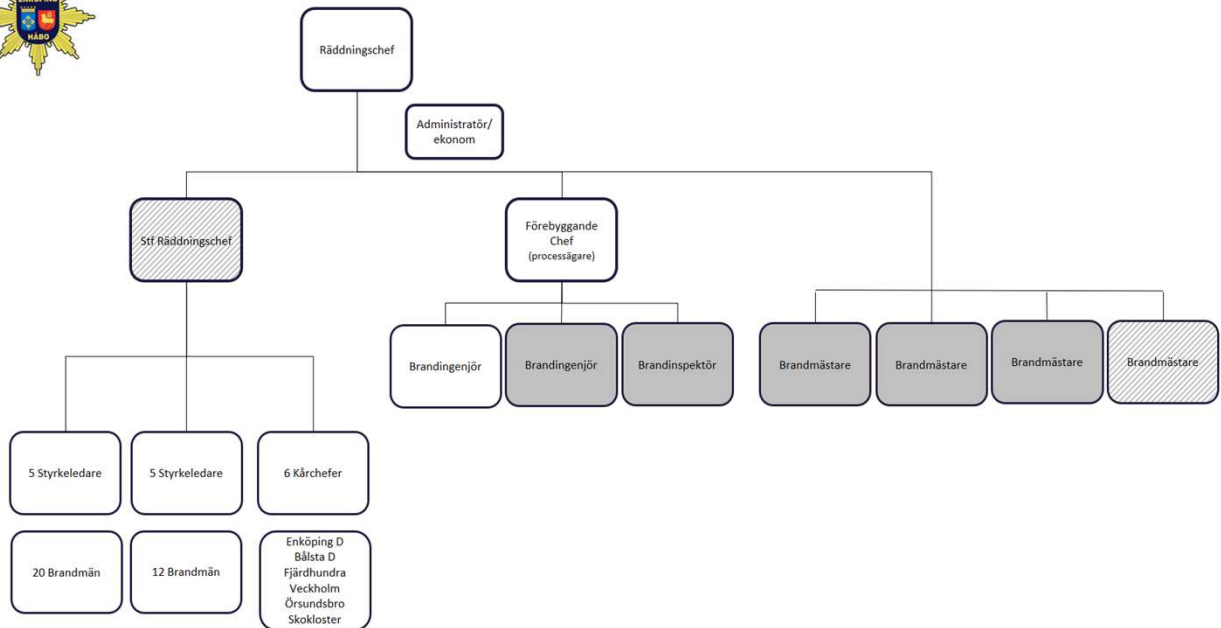 ENKÖPING
HÅBO
Räddningschef
Administratör/
ekonom
Stf Räddningschef
Förebyggande
Chef
(processägare)
Brandingenjör
Brandingenjör
Brandinspektör
Brandmästare
Brandmästare
Brandmästare
Brandmästare
5 Styrkeledare
5 Styrkeledare
6 Kårchefer
20 Brandmän
12 Brandmän
Enköping D
Bålsta D
Fjärdhundra
Veckholm
Örsundsbro
Skokloster